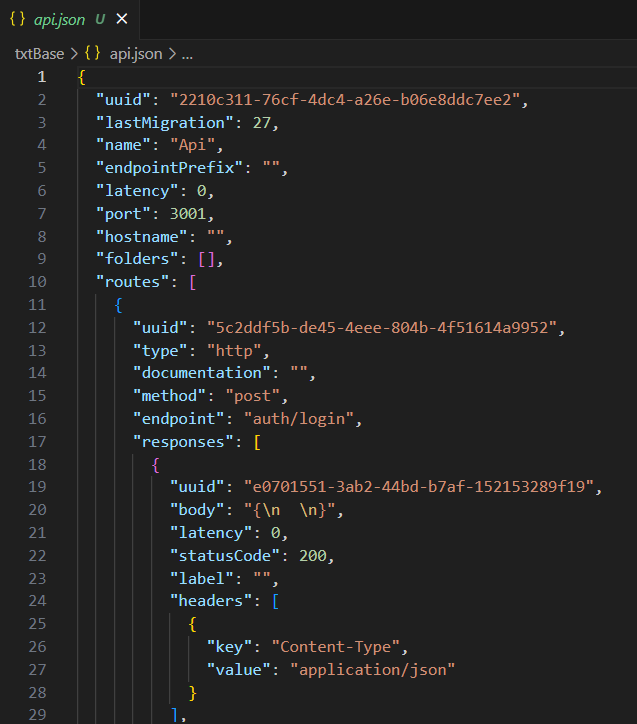 {} api.json U ×
txtBase > {} api.json > ...
1 {
2 "uuid": "2210c311-76cf-4dc4-a26e-b06e8ddc7ee2",
3 "lastMigration": 27,
4 "name": "Api",
5 "endpointPrefix": "",
6 "latency": 0,
7 "port": 3001,
8 "hostname": "",
9 "folders": [],
10 "routes": [
11 {
12 "uuid": "5c2ddf5b-de45-4eee-804b-4f51614a9952",
13 "type": "http",
14 "documentation": "",
15 "method": "post",
16 "endpoint": "auth/login",
17 "responses": [
18 {
19 "uuid": "e0701551-3ab2-44bd-b7af-152153289f19",
20 "body": "{\n  \n}",
21 "latency": 0,
22 "statusCode": 200,
23 "label": "",
24 "headers": [
25 {
26 "key": "Content-Type",
27 "value": "application/json"
28 }
29 ],